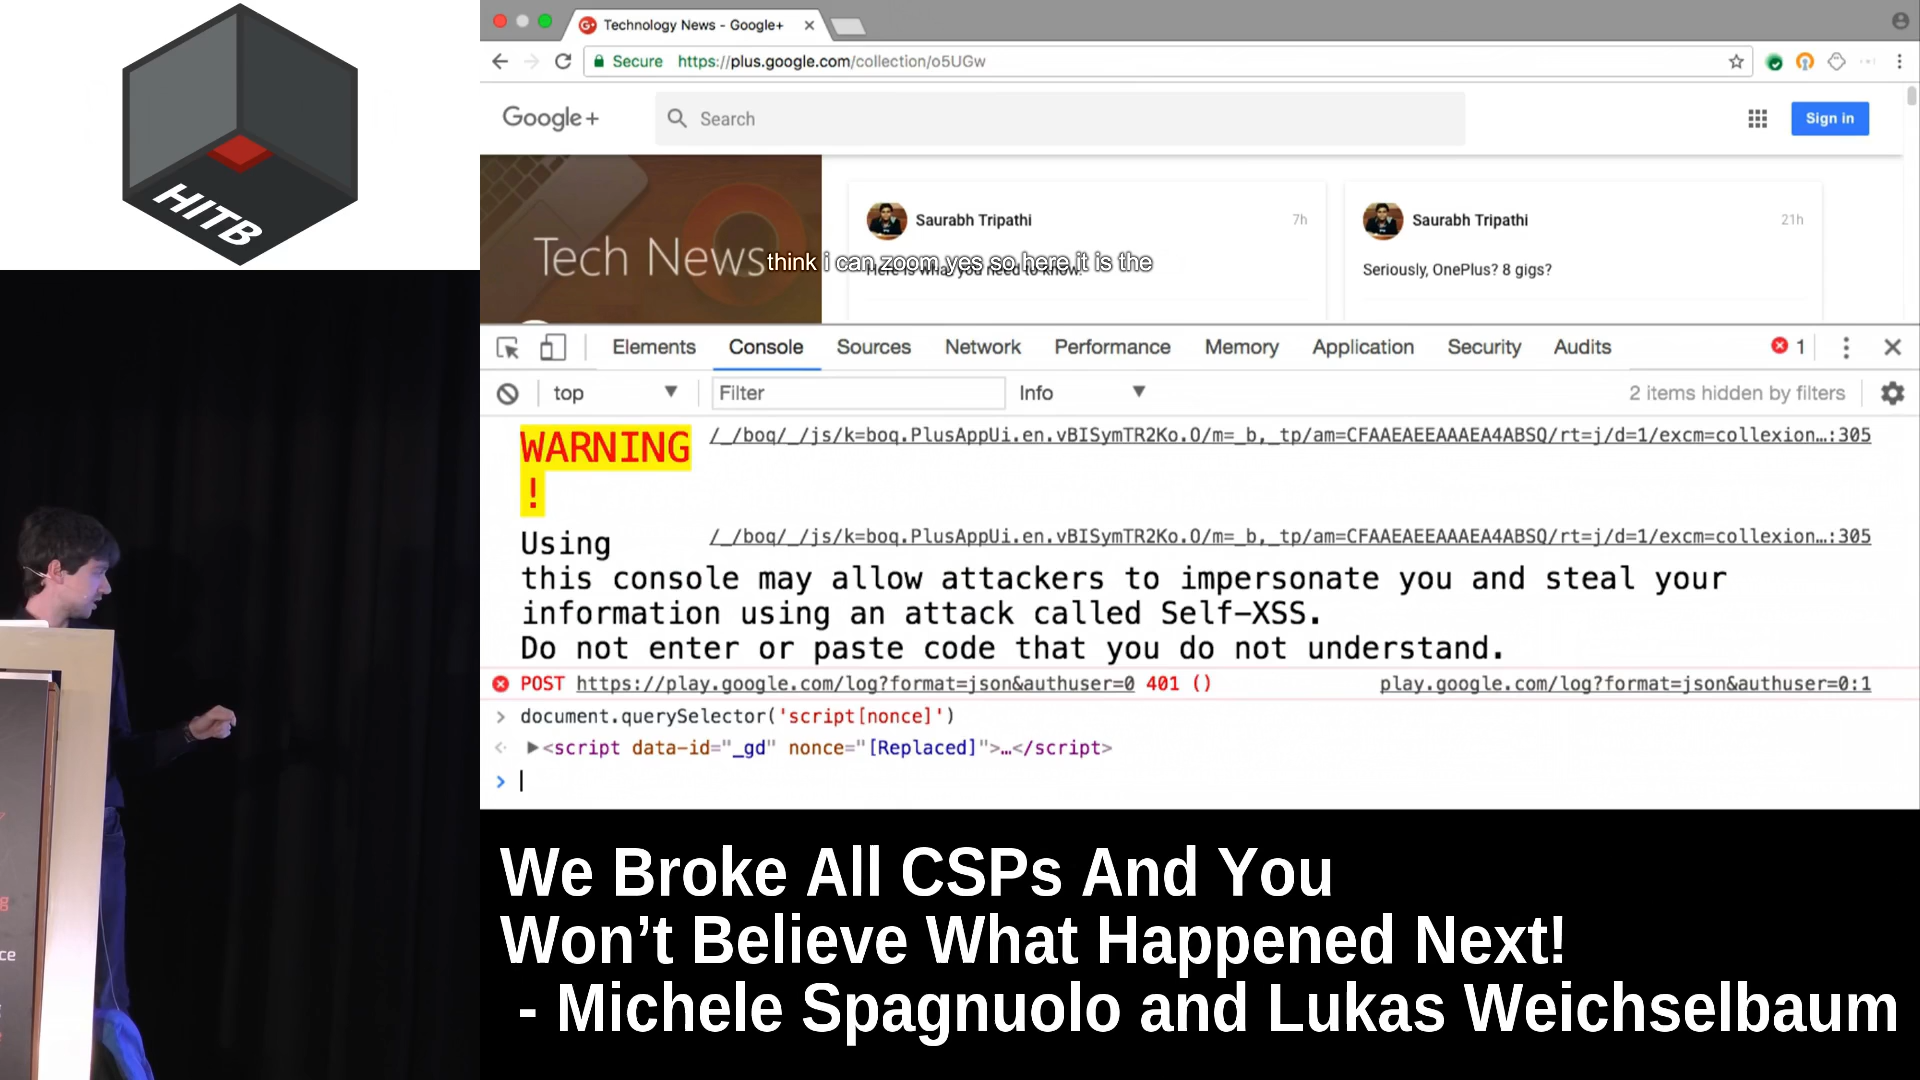 HITB
Technology News - Google+
Secure https://plus.google.com/collection/o5UGw
Google+
Search
Sign in
Tech News
Saurabh Tripathi
7h
Here is what you need to know.
Saurabh Tripathi
21h
Seriously, OnePlus? 8 gigs?
think i can zoom yes so here it is the
Elements Console Sources Network Performance Memory Application Security Audits 1
top Filter Info 2 items hidden by filters
WARNING /_/boq/_/js/k=boq.PlusAppUi.en.vBISymTR2Ko.O/m=_b,_tp/am=CFAAEAEEAAAEA4ABSQ/rt=j/d=1/excm=collexion…:305
!
Using /_/boq/_/js/k=boq.PlusAppUi.en.vBISymTR2Ko.O/m=_b,_tp/am=CFAAEAEEAAAEA4ABSQ/rt=j/d=1/excm=collexion…:305
this console may allow attackers to impersonate you and steal your
information using an attack called Self-XSS.
Do not enter or paste code that you do not understand.
POST https://play.google.com/log?format=json&authuser=0 401 () play.google.com/log?format=json&authuser=0:1
> document.querySelector('script[nonce]')
<script data-id="_gd" nonce="[Replaced]">…</script>
>
ce
We Broke All CSPs And You
Won't Believe What Happened Next!
- Michele Spagnuolo and Lukas Weichselbaum